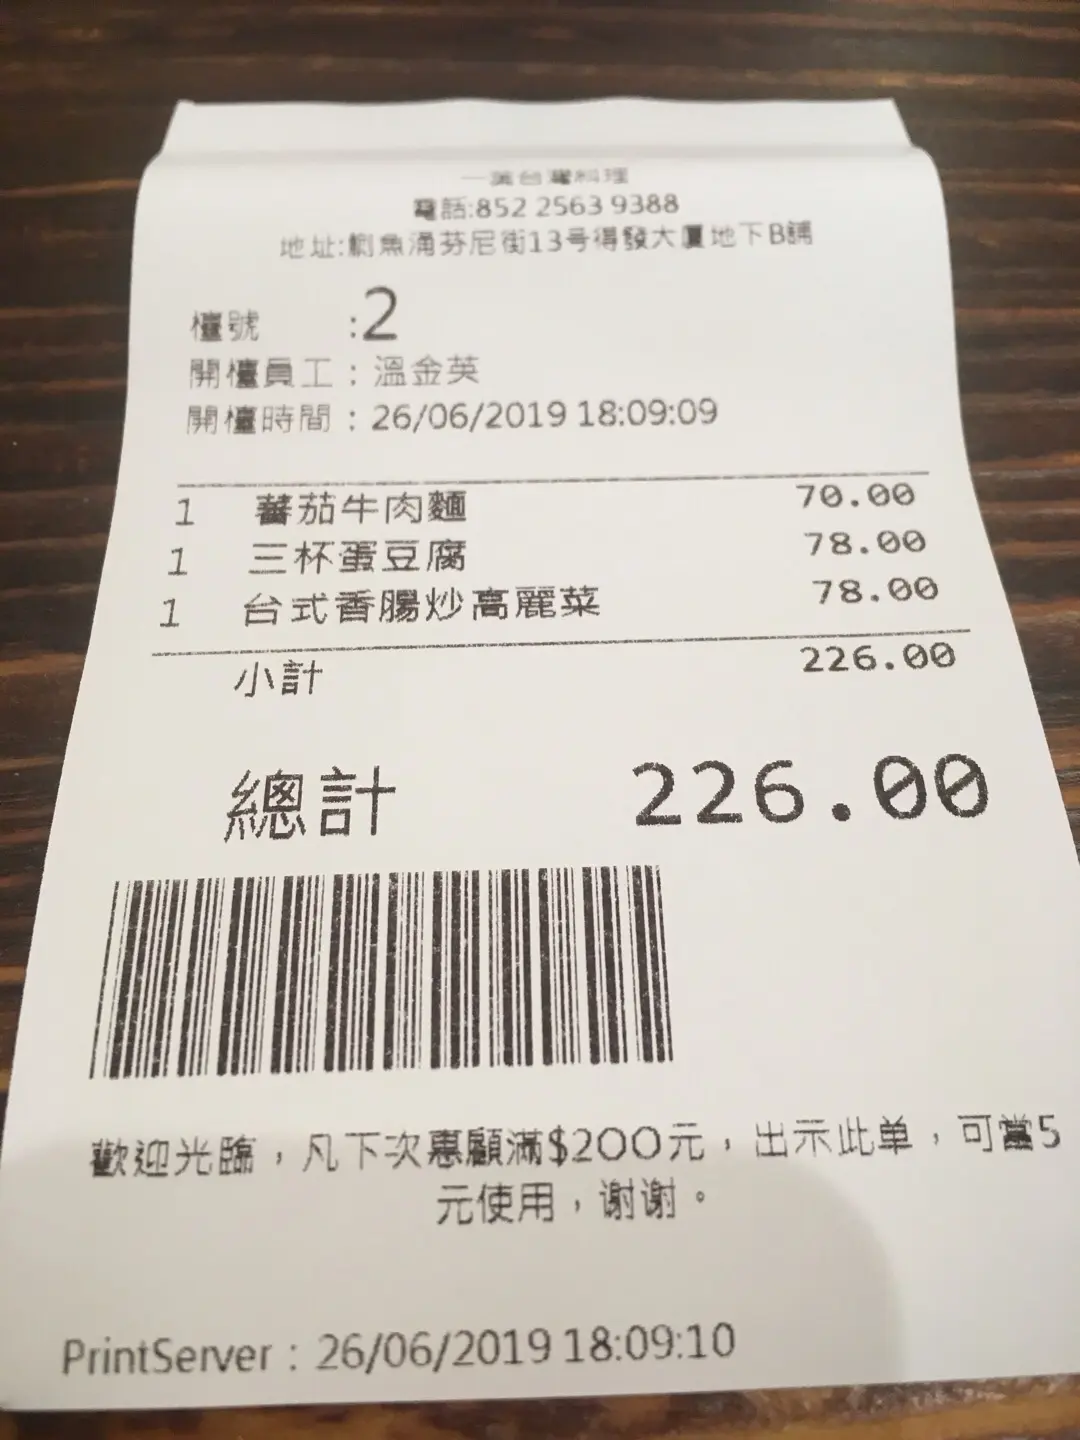 台灣料理
電話:852 2563 9388
地址:鰂魚涌芬尼街13号得發大厦地下B舖
檯號 :2
開檯員工：溫金英
開檯時間：26/06/2019 18:09:09
1 蕃茄牛肉麵 70.00
1 三杯蛋豆腐 78.00
1 台式香腸炒高麗菜 78.00
小計 226.00
總計 226.00
歡迎光臨，凡下次惠顧滿$200元，出示此单，可當5
元使用，谢谢。
PrintServer：26/06/2019 18:09:10